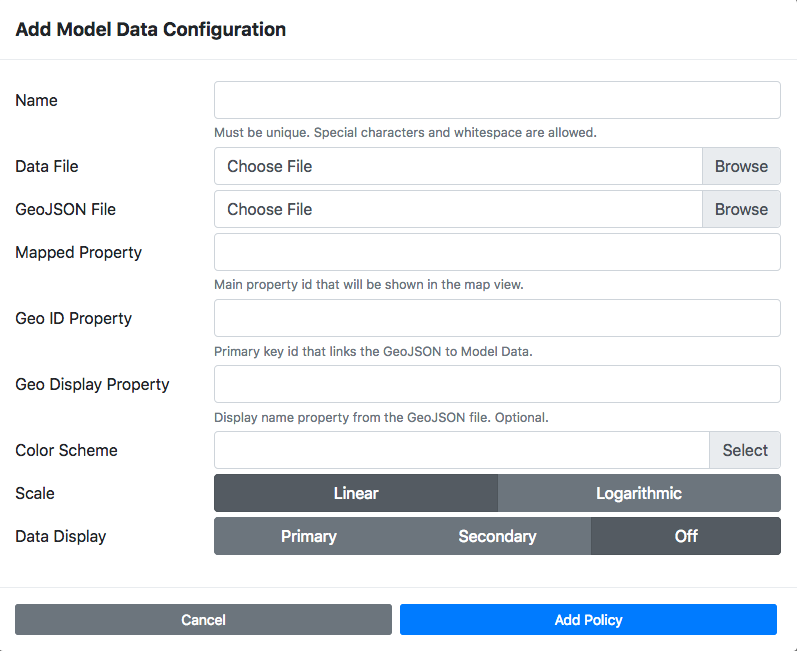 Add Model Data Configuration
Name
Must be unique. Special characters and whitespace are allowed.
Data File Choose File Browse
GeoJSON File Choose File Browse
Mapped Property
Main property id that will be shown in the map view.
Geo ID Property
Primary key id that links the GeoJSON to Model Data.
Geo Display Property
Display name property from the GeoJSON file. Optional.
Color Scheme Select
Scale Linear Logarithmic
Data Display Primary Secondary Off
Cancel Add Policy